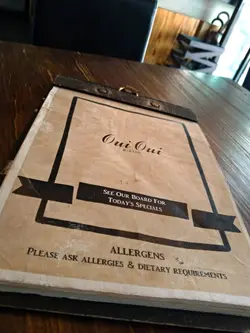 Oui Oui
See Our Board For
Today's Specials
Allergens
Please ask allergies & dietary requirements